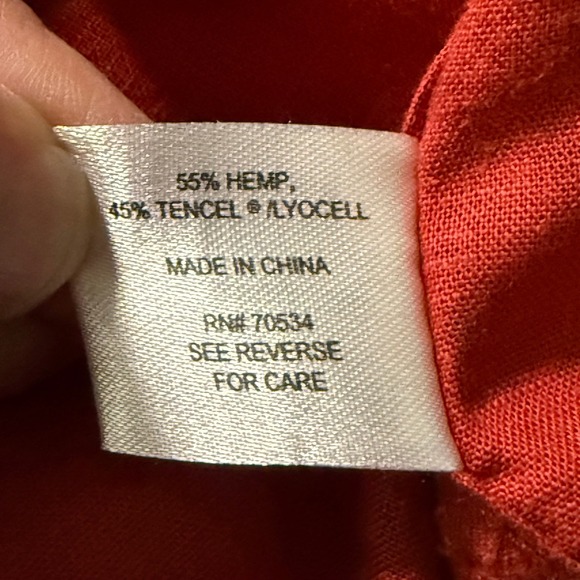 55% HEMP,
45% TENCEL ® /LYOCELL
MADE IN CHINA
RN# 70534
SEE REVERSE
FOR CARE